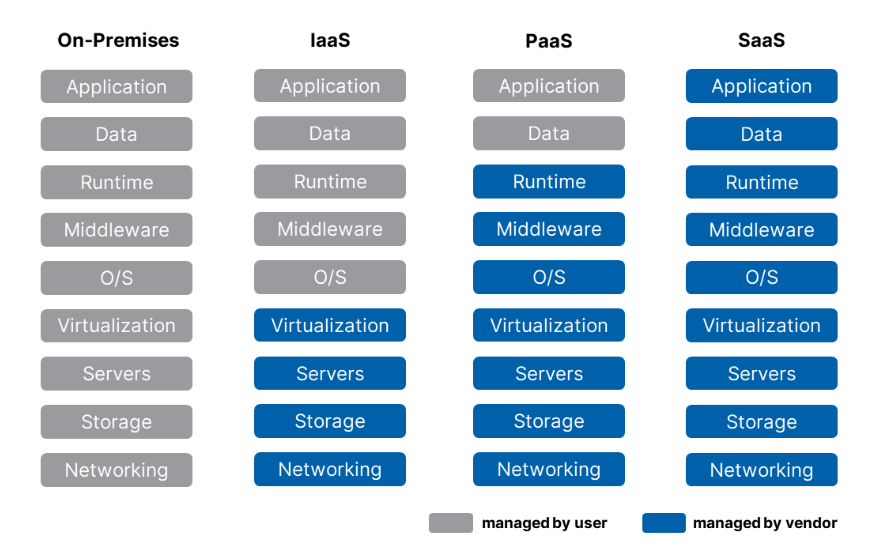 On-Premises IaaS PaaS SaaS
Application Application Application Application
Data Data Data Data
Runtime Runtime Runtime Runtime
Middleware Middleware Middleware Middleware
O/S O/S O/S O/S
Virtualization Virtualization Virtualization Virtualization
Servers Servers Servers Servers
Storage Storage Storage Storage
Networking Networking Networking Networking
managed by user managed by vendor